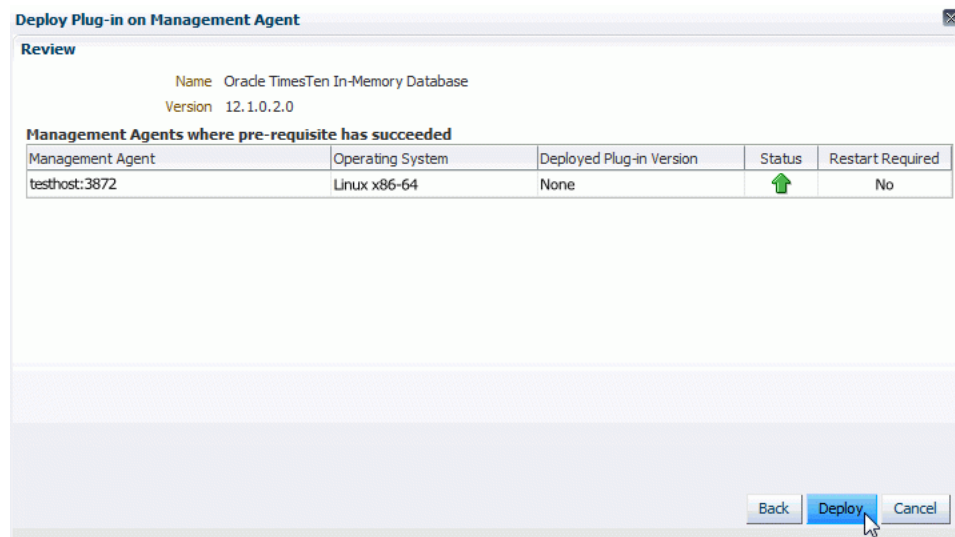 Deploy Plug-in on Management Agent
Review
Name Oracle TimesTen In-Memory Database
Version 12.1.0.2.0
Management Agents where pre-requisite has succeeded
Management Agent Operating System Deployed Plug-in Version Status Restart Required
testhost:3872 Linux x86-64 None No
Back Deploy Cancel